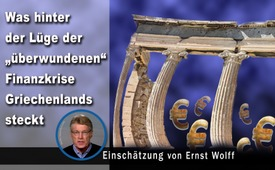 Was hinter
der Lüge der
„überwundenen“
Finanzkrise
Griechenlands
steckt
Einschätzung von Ernst Wolff